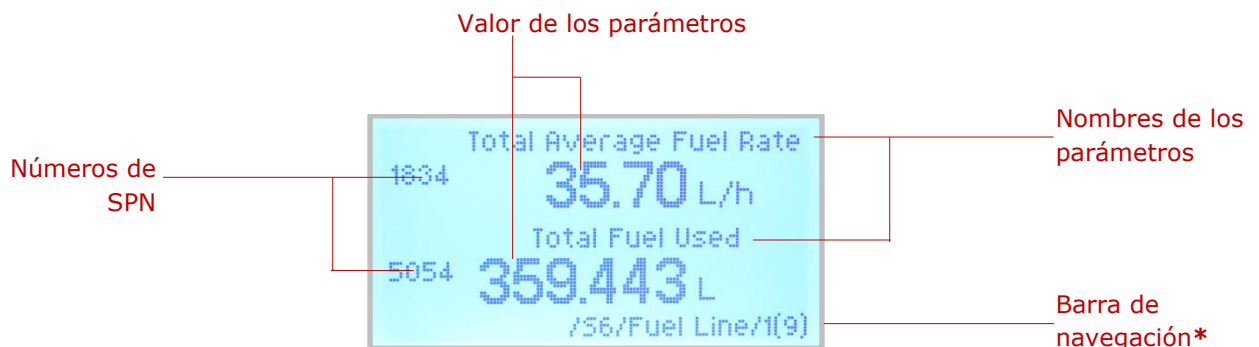 Valor de los parámetros
Total Average Fuel Rate
Nombres de los
parámetros
Números de
SPN
1834
35.70 L/h
Total Fuel Used
5054
359.443 L
/S6/Fuel Line/1(9)
Barra de
navegación*